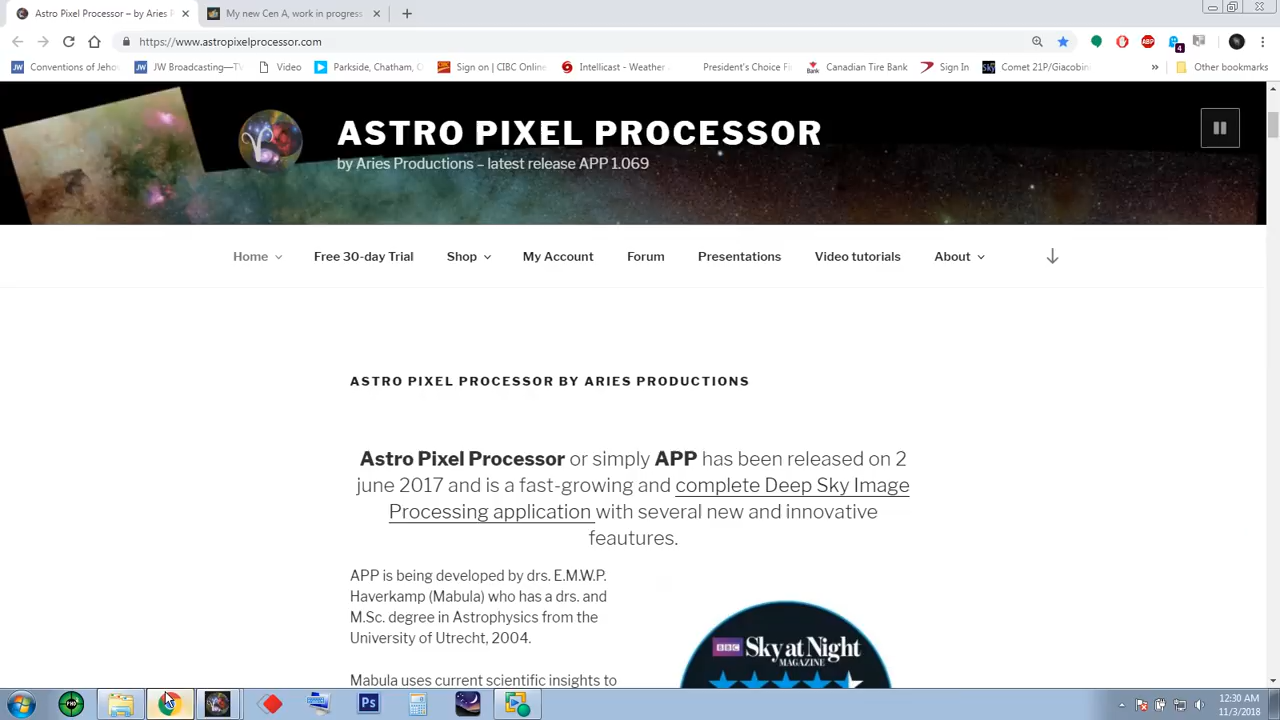 Astro Pixel Processor – by Aries P
My new Cen A, work in progress
https://www.astropixelprocessor.com
4
Conventions of Jeho
JW Broadcasting—TV
Video
Parkside, Chatham, O
Sign on | CIBC Online
Intellicast - Weather
President's Choice Fi
Canadian Tire Bank
Sign In
Comet 21P/Giacobin
»
Other bookmarks
ASTRO PIXEL PROCESSOR
by Aries Productions – latest release APP 1.069
Home
Free 30-day Trial
Shop
My Account
Forum
Presentations
Video tutorials
About
ASTRO PIXEL PROCESSOR BY ARIES PRODUCTIONS
Astro Pixel Processor or simply APP has been released on 2
june 2017 and is a fast-growing and complete Deep Sky Image
Processing application with several new and innovative
feautures.
APP is being developed by drs. E.M.W.P.
Haverkamp (Mabula) who has a drs. and
M.Sc. degree in Astrophysics from the
University of Utrecht, 2004.
Mabula uses current scientific insights to
BBC Sky at Night
MAGAZINE
Ps
12:30 AM
11/3/2018